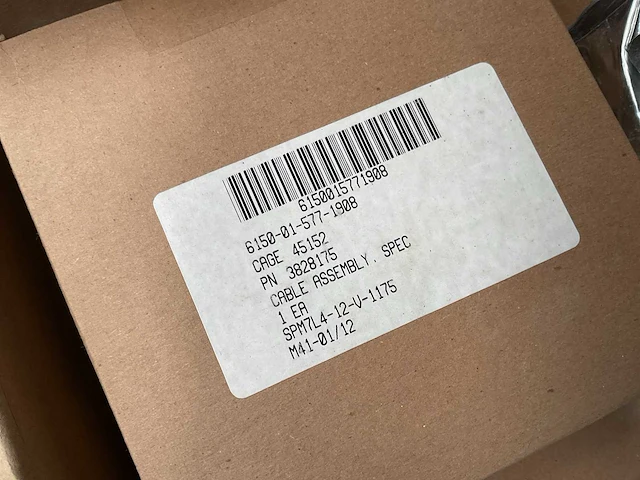 6150015771908
6150-01-577-1908
CAGE 45152
PN 3828175
CABLE ASSEMBLY, SPEC
1 EA
SPM7L4-12-V-1175
M41-01/12